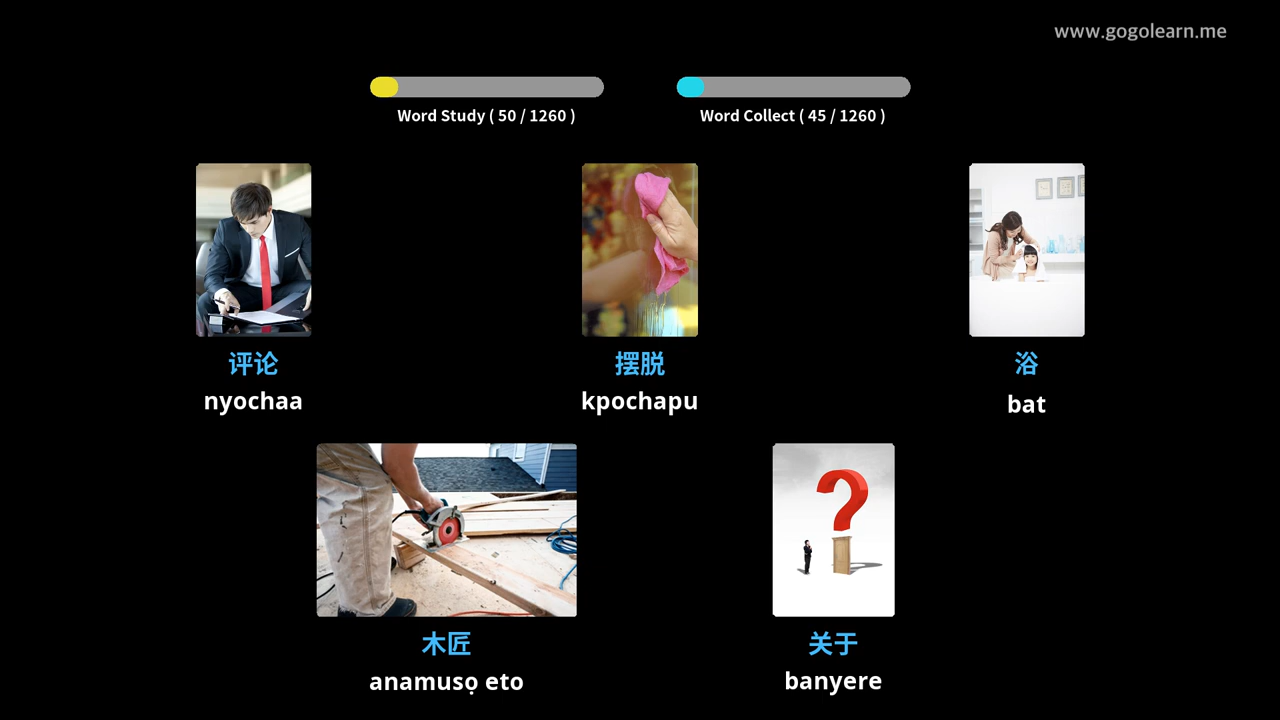 www.gogolearn.me
Word Study ( 50 / 1260 )
Word Collect ( 45 / 1260 )
评论
nyochaa
摆脱
kpochapu
浴
bat
木匠
anamusọ eto
关于
banyere